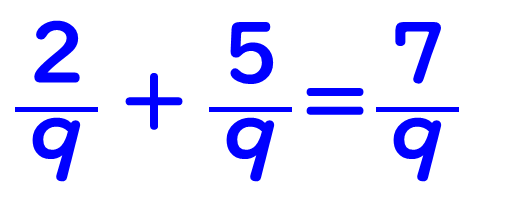 2/q + 5/q = 7/q